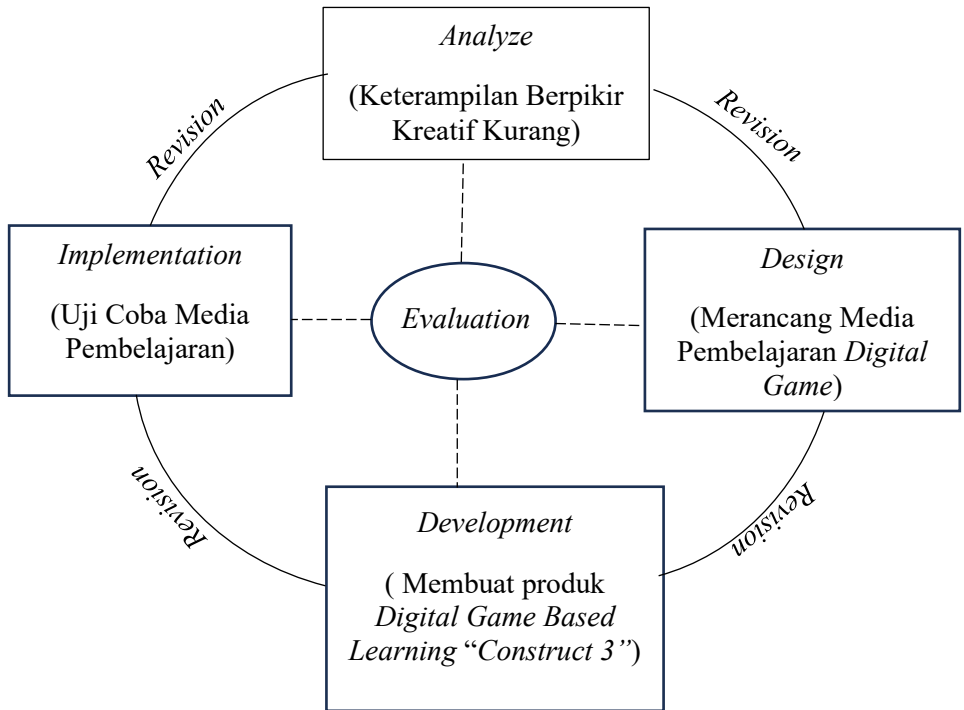 Analyze
(Keterampilan Berpikir
Kreatif Kurang)
Revision
Revision
Implementation
(Uji Coba Media
Pembelajaran)
Evaluation
Design
(Merancang Media
Pembelajaran Digital
Game)
Revision
Revision
Development
( Membuat produk
Digital Game Based
Learning “Construct 3”)